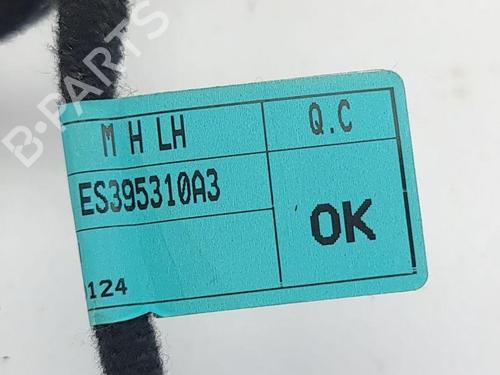 M H LH
Q.C
ES395310A3
OK
124
B-PARTS